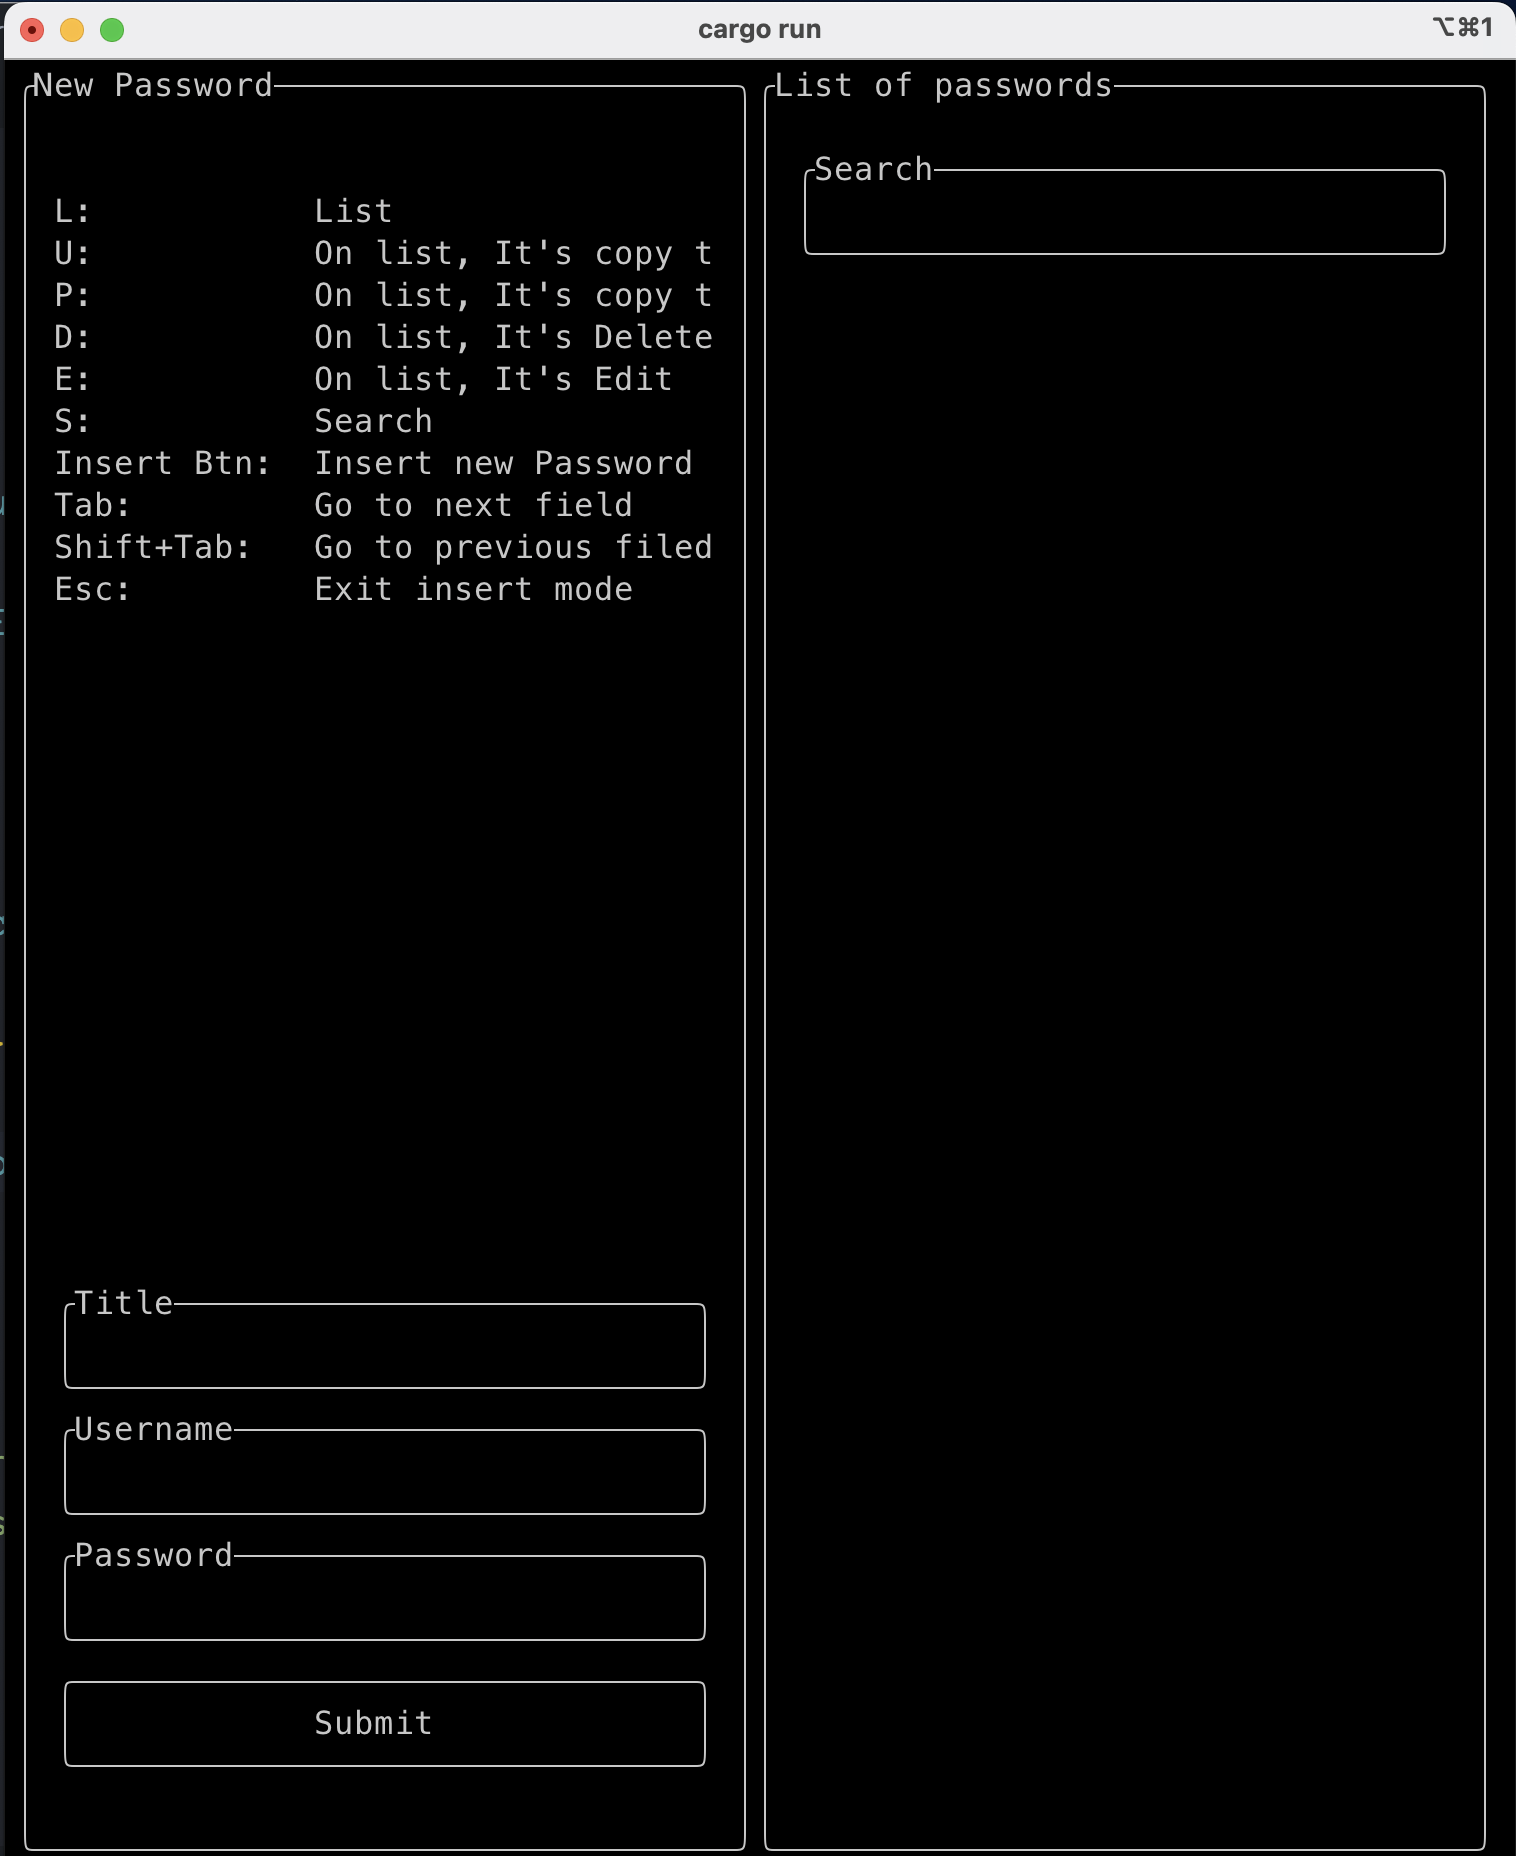 cargo run
⌥⌘1
New Password
L: List
U: On list, It's copy t
P: On list, It's copy t
D: On list, It's Delete
E: On list, It's Edit
S: Search
Insert Btn: Insert new Password
Tab: Go to next field
Shift+Tab: Go to previous filed
Esc: Exit insert mode
Title
Username
Password
Submit
List of passwords
Search